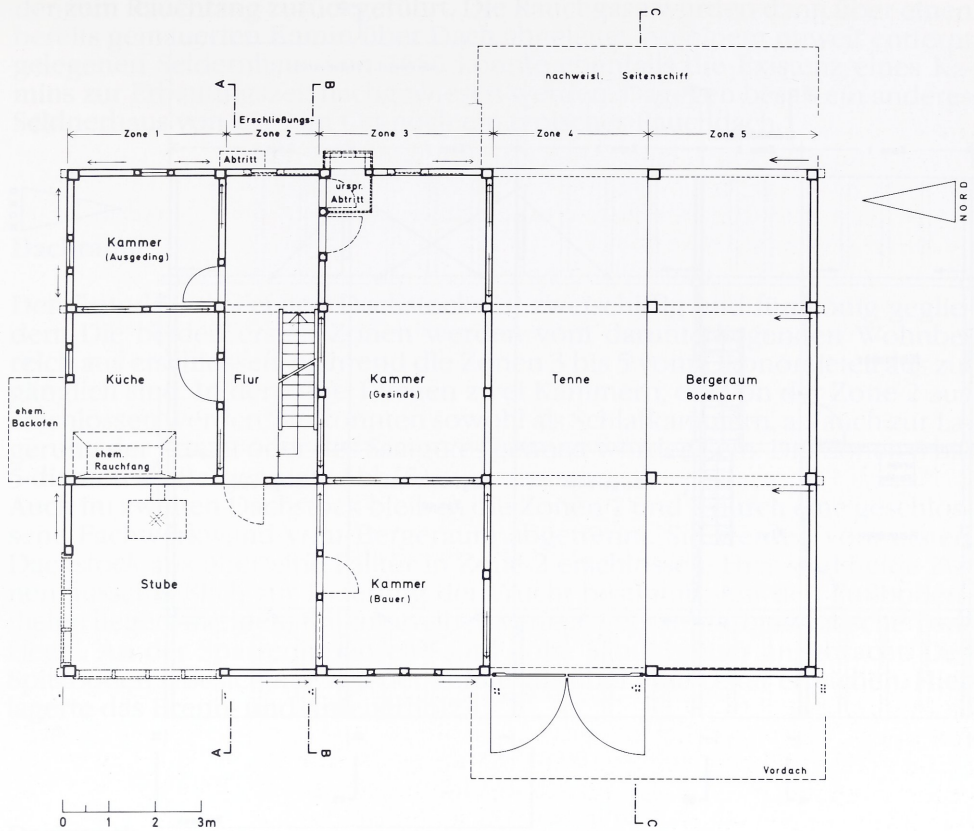 C
nachweisl. Seitenschiff
A
B
Erschließungs-
Zone 1
Zone 2
Zone 3
Zone 4
Zone 5
Abtritt
urspr.
Abtritt
NORD
Kammer
(Ausgeding)
Küche
Flur
Kammer
(Gesinde)
Tenne
Bergeraum
Bodenbarn
ehem.
Backofen
ehem.
Rauchfang
Stube
Kammer
(Bauer)
A
B
Vordach
C
0 1 2 3m